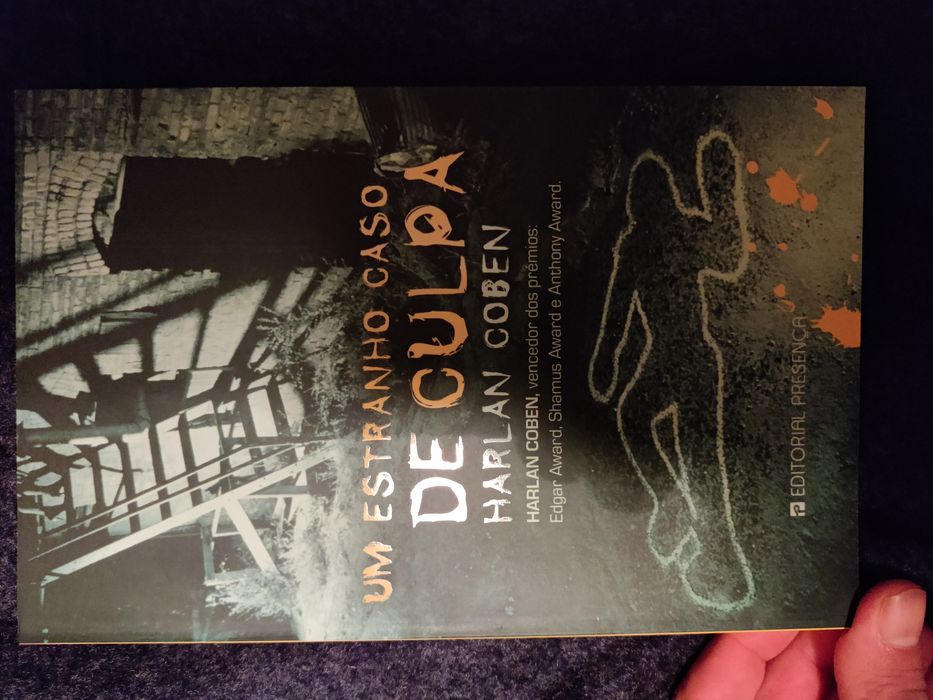 UM ESTRANHO CASO
DE CULPA
HARLAN COBEN
HARLAN COBEN, vencedor dos prémios:
Edgar Award, Shamus Award e Anthony Award.
EDITORIAL PRESENÇA